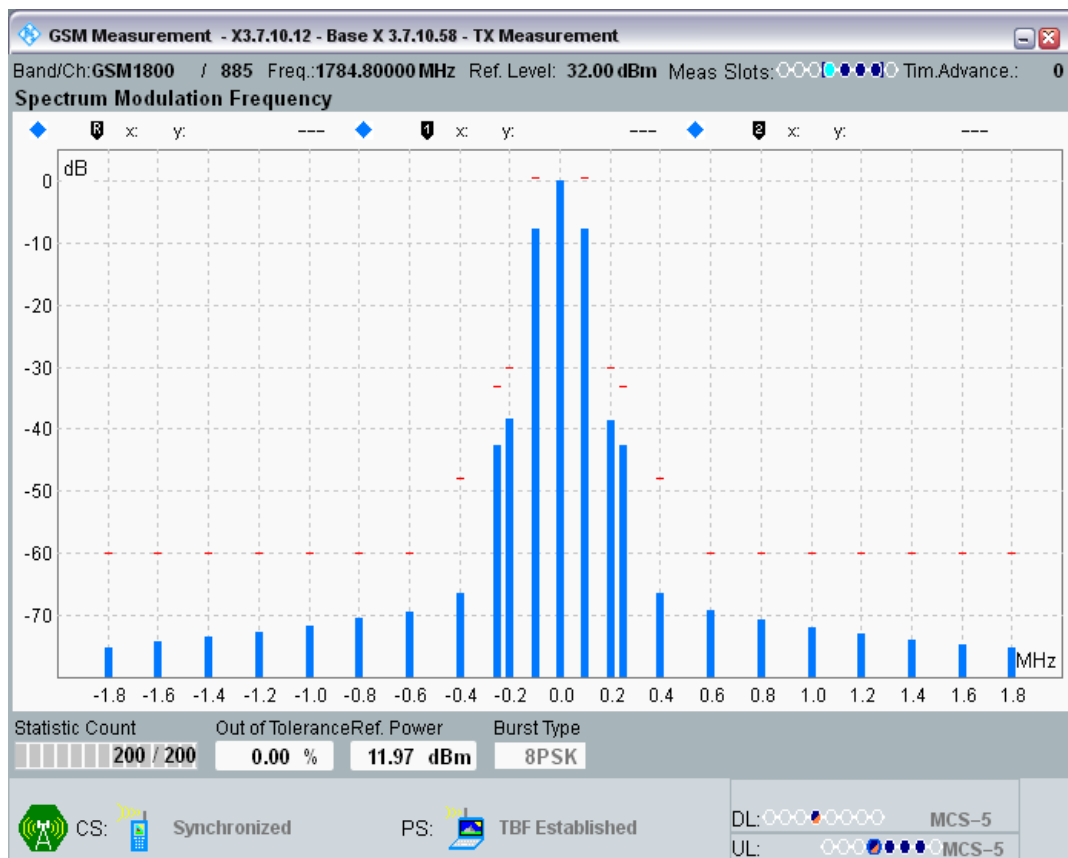 GSM Measurement - X3.7.10.12 - Base X 3.7.10.58 - TX Measurement
Band/Ch:GSM1800 / 885 Freq.:1784.80000 MHz Ref. Level: 32.00 dBm Meas Slots: Tim.Advance.: 0
Spectrum Modulation Frequency
R x: y: --- 1 x: y: --- 2 x: y: ---
dB
0
-10
-20
-30
-40
-50
-60
-70
MHz
-1.8 -1.6 -1.4 -1.2 -1.0 -0.8 -0.6 -0.4 -0.2 0.0 0.2 0.4 0.6 0.8 1.0 1.2 1.4 1.6 1.8
Statistic Count Out of Tolerance Ref. Power Burst Type
200 / 200 0.00 % 11.97 dBm 8PSK
CS: Synchronized PS: TBF Established DL: MCS-5
UL: MCS-5